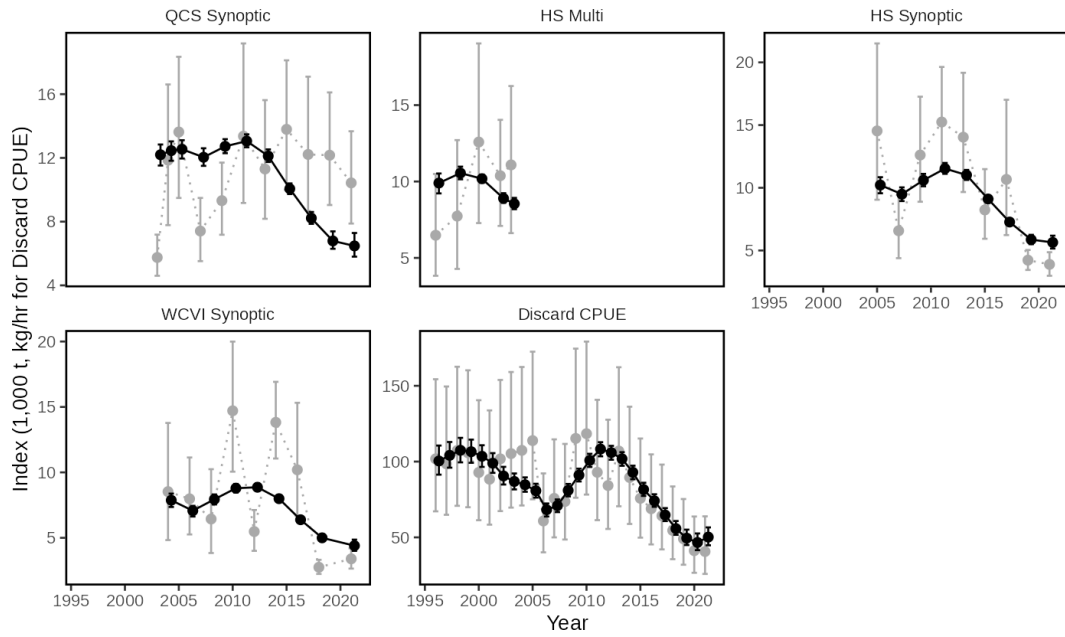 QCS Synoptic
HS Multi
HS Synoptic
16
12
8
4
15
10
5
20
15
10
5
1995 2000 2005 2010 2015 2020
WCVI Synoptic
Discard CPUE
20
15
10
5
150
100
50
1995 2000 2005 2010 2015 2020
1995 2000 2005 2010 2015 2020
Index (1,000 t, kg/hr for Discard CPUE)
Year